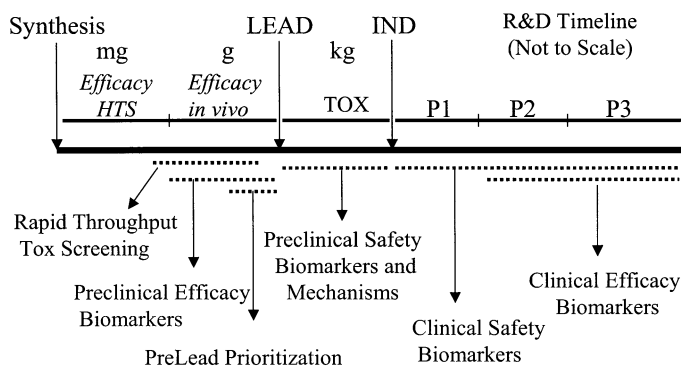 Synthesis
LEAD
IND
R&D Timeline
(Not to Scale)
mg
g
kg
Efficacy
HTS
Efficacy
in vivo
TOX
P1
P2
P3
Rapid Throughput
Tox Screening
Preclinical Safety
Biomarkers and
Mechanisms
Preclinical Efficacy
Biomarkers
Clinical Efficacy
Biomarkers
PreLead Prioritization
Clinical Safety
Biomarkers